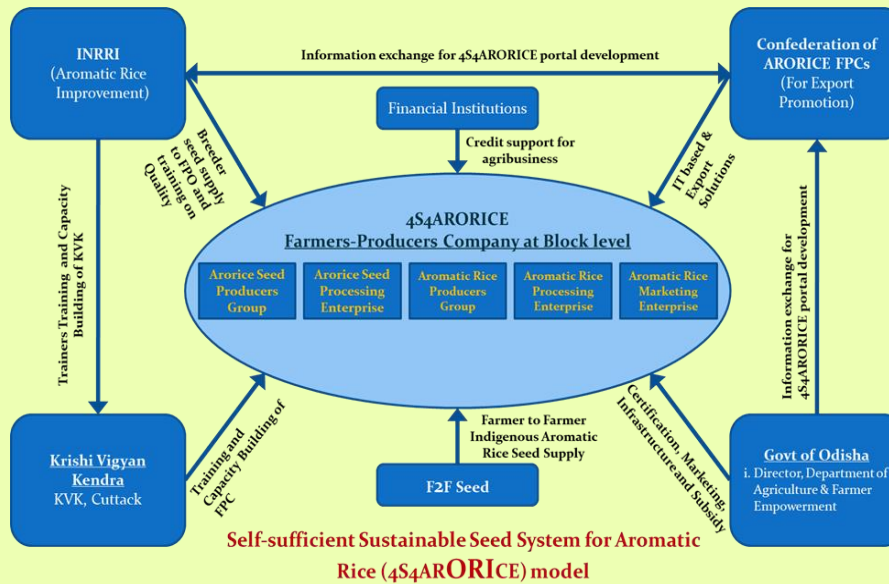 INRRI
(Aromatic Rice
Improvement)
Information exchange for 4S4ARORICE portal development
Confederation of
ARORICE FPCs
(For Export
Promotion)
Financial Institutions
Credit support for
agribusiness
Breeder
seed supply
to FPO and
training on
Quality
IT based &
Export
Solutions
4S4ARORICE
Farmers-Producers Company at Block level
Arorice Seed
Producers
Group
Arorice Seed
Processing
Enterprise
Aromatic Rice
Producers
Group
Aromatic Rice
Processing
Enterprise
Aromatic Rice
Marketing
Enterprise
Trainers Training and Capacity
Building of KVK
Information exchange for
4S4ARORICE portal development
Krishi Vigyan
Kendra
KVK, Cuttack
Training and
Capacity Building of
FPC
Farmer to Farmer
Indigenous Aromatic
Rice Seed Supply
F2F Seed
Certification, Marketing,
Infrastructure and Subsidy
Govt of Odisha
i. Director, Department of
Agriculture & Farmer
Empowerment
Self-sufficient Sustainable Seed System for Aromatic
Rice (4S4ARORICE) model